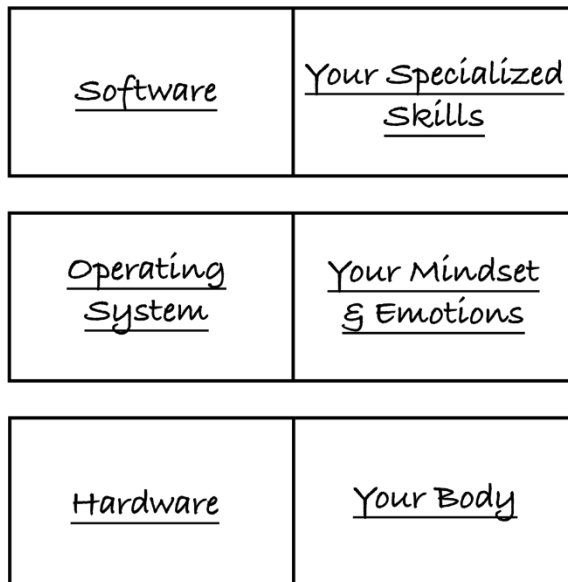 Software
Your Specialized
Skills
Operating
System
Your Mindset
& Emotions
Hardware
Your Body